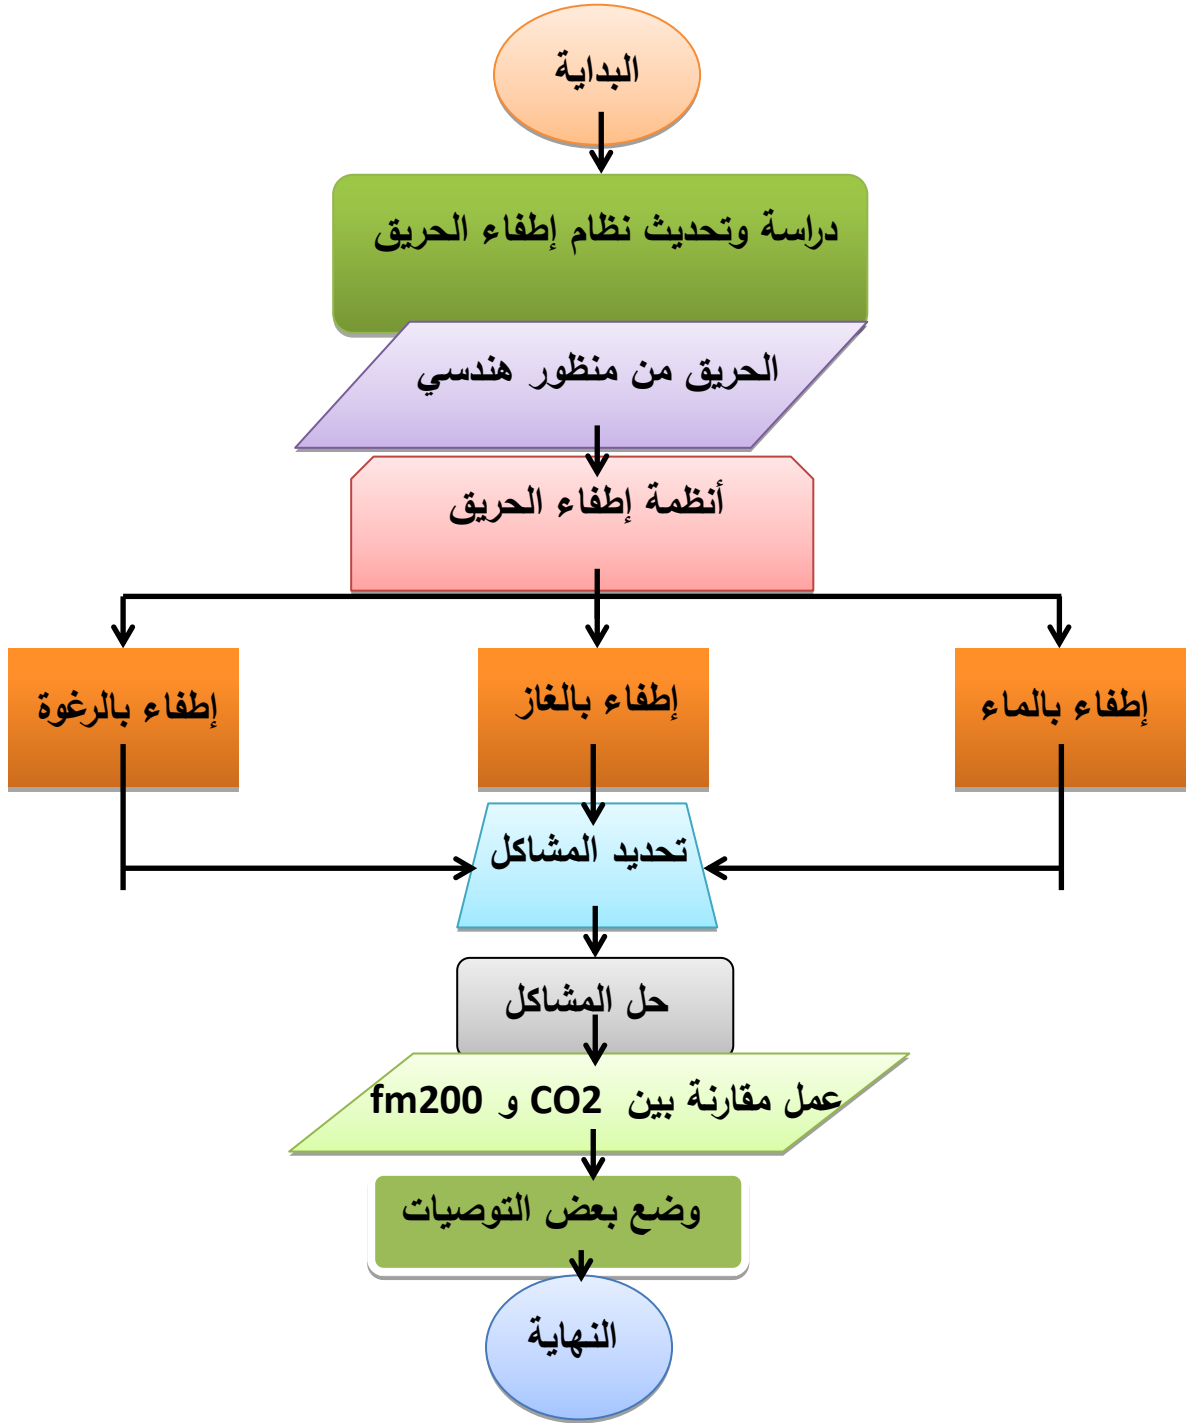 البداية
دراسة وتحديث نظام إطفاء الحريق
الحريق من منظور هندسي
أنظمة إطفاء الحريق
إطفاء بالماء
إطفاء بالغاز
إطفاء بالرغوة
تحديد المشاكل
حل المشاكل
عمل مقارنة بين CO2 و fm200
وضع بعض التوصيات
النهاية